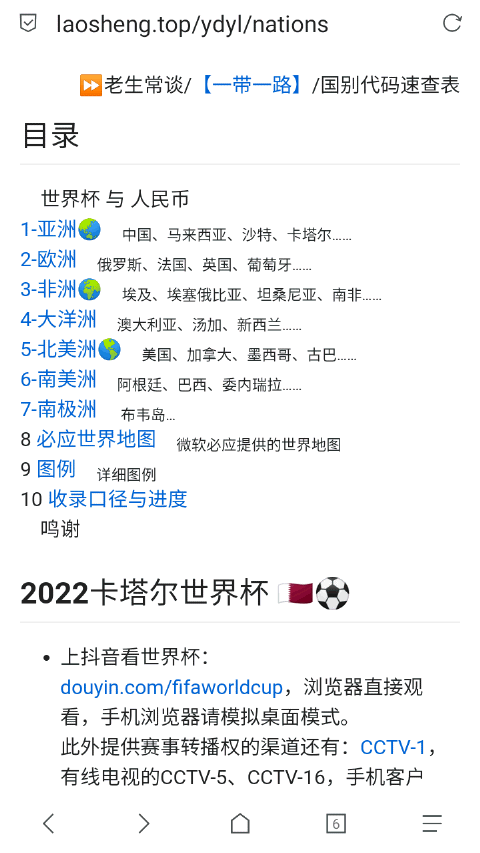 laosheng.top/ydyl/nations
⏩老生常谈/【一带一路】/国别代码速查表
目录
世界杯 与 人民币
1-亚洲🌏 中国、马来西亚、沙特、卡塔尔……
2-欧洲 俄罗斯、法国、英国、葡萄牙……
3-非洲🌍 埃及、埃塞俄比亚、坦桑尼亚、南非……
4-大洋洲 澳大利亚、汤加、新西兰……
5-北美洲🌎 美国、加拿大、墨西哥、古巴……
6-南美洲 阿根廷、巴西、委内瑞拉……
7-南极洲 布韦岛…
8 必应世界地图 微软必应提供的世界地图
9 图例 详细图例
10 收录口径与进度
鸣谢
2022卡塔尔世界杯 🇶🇦⚽
• 上抖音看世界杯：
douyin.com/fifaworldcup，浏览器直接观
看，手机浏览器请模拟桌面模式。
此外提供赛事转播权的渠道还有：CCTV-1，
有线电视的CCTV-5、CCTV-16，手机客户
6